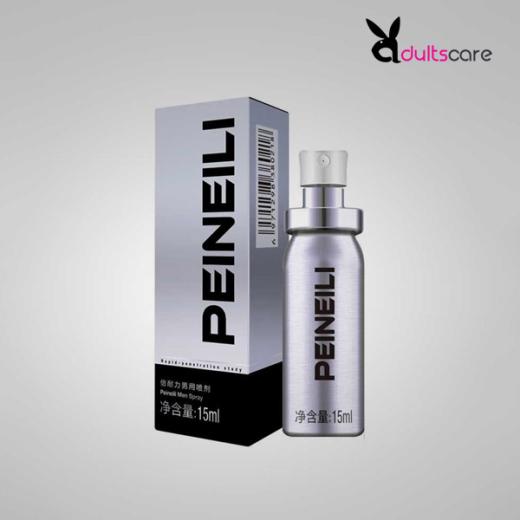 adultscare
PEINEILI
6971298380218
Rapid-penetration study
倍耐力男用喷剂
Peineili Men Spray
净含量:15ml
PEINEILI
净含量:15ml